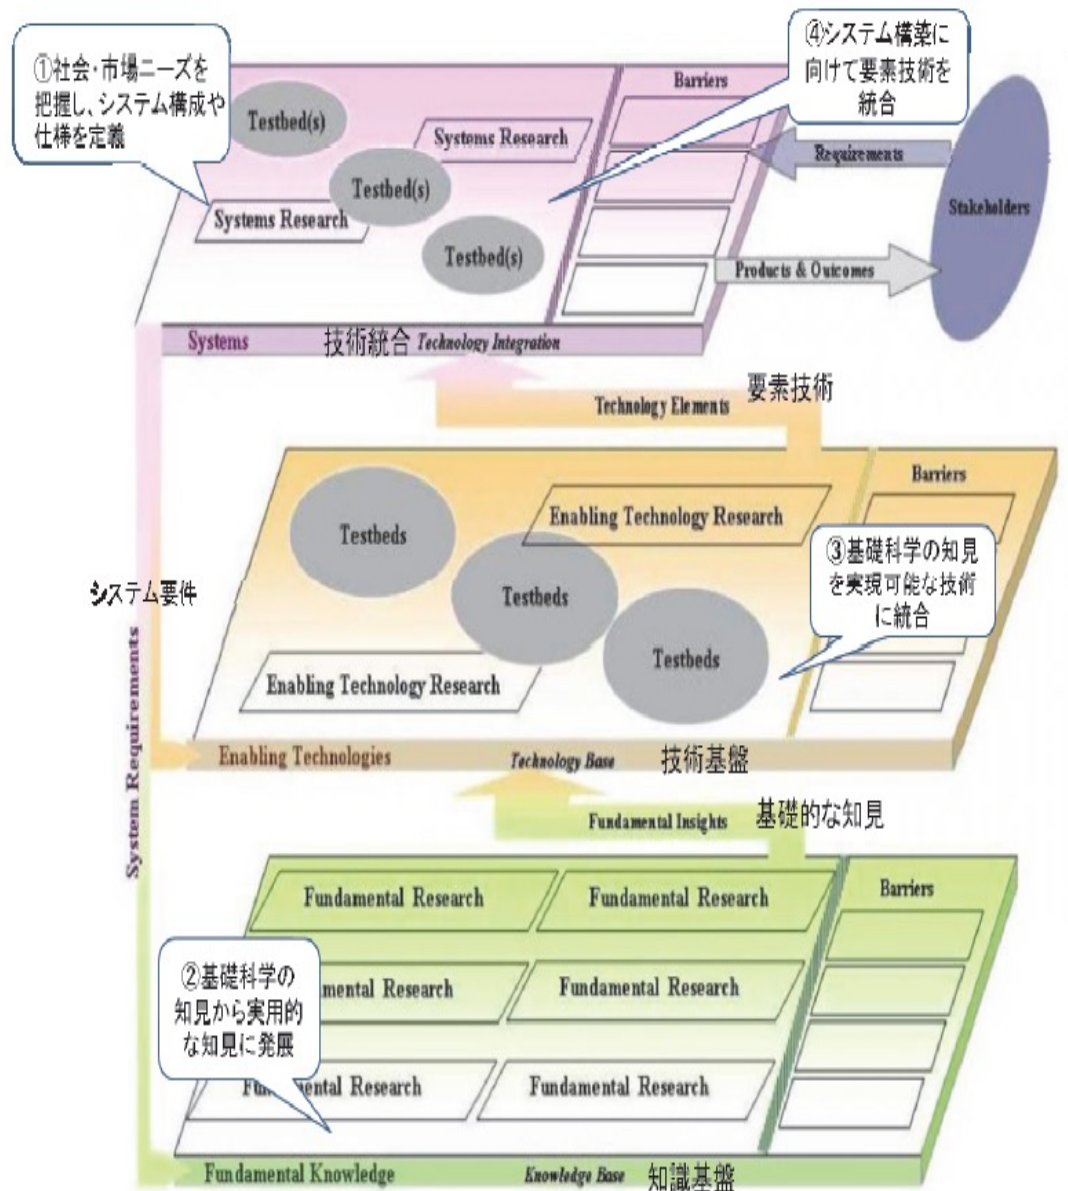 ①社会・市場ニーズを
把握し、システム構成や
仕様を定義
④システム構築に
向けて要素技術を
統合
Barriers
Testbed(s)
Systems Research
Testbed(s)
Systems Research
Testbed(s)
Requirements
Stakeholders
Products & Outcomes
Systems
技術統合 Technology Integration
要素技術
Technology Elements
Barriers
Testbeds
Enabling Technology Research
③基礎科学の知見
を実現可能な技術
に統合
Testbeds
システム要件
Testbeds
Enabling Technology Research
System Requirements
Enabling Technologies
Technology Base
技術基盤
Fundamental Insights
基礎的な知見
Fundamental Research
Fundamental Research
Barriers
②基礎科学の
知見から実用的
な知見に発展
mental Research
Fundamental Research
Fu
ental Research
Fundamental Research
Fundamental Knowledge
Knowledge Base
知識基盤